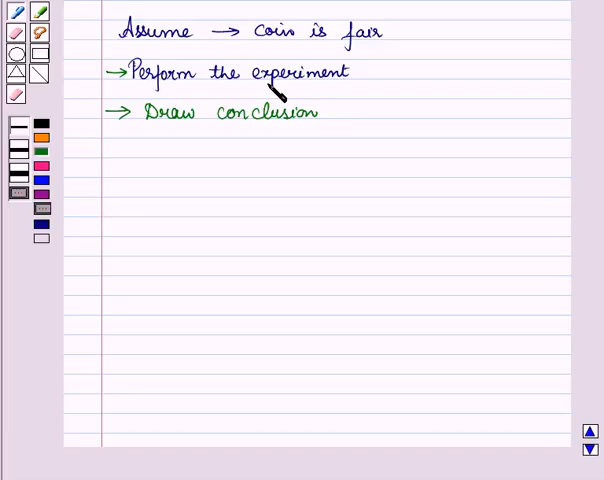 Assume → coin is fair
→ Perform the experiment
→ Draw conclusion